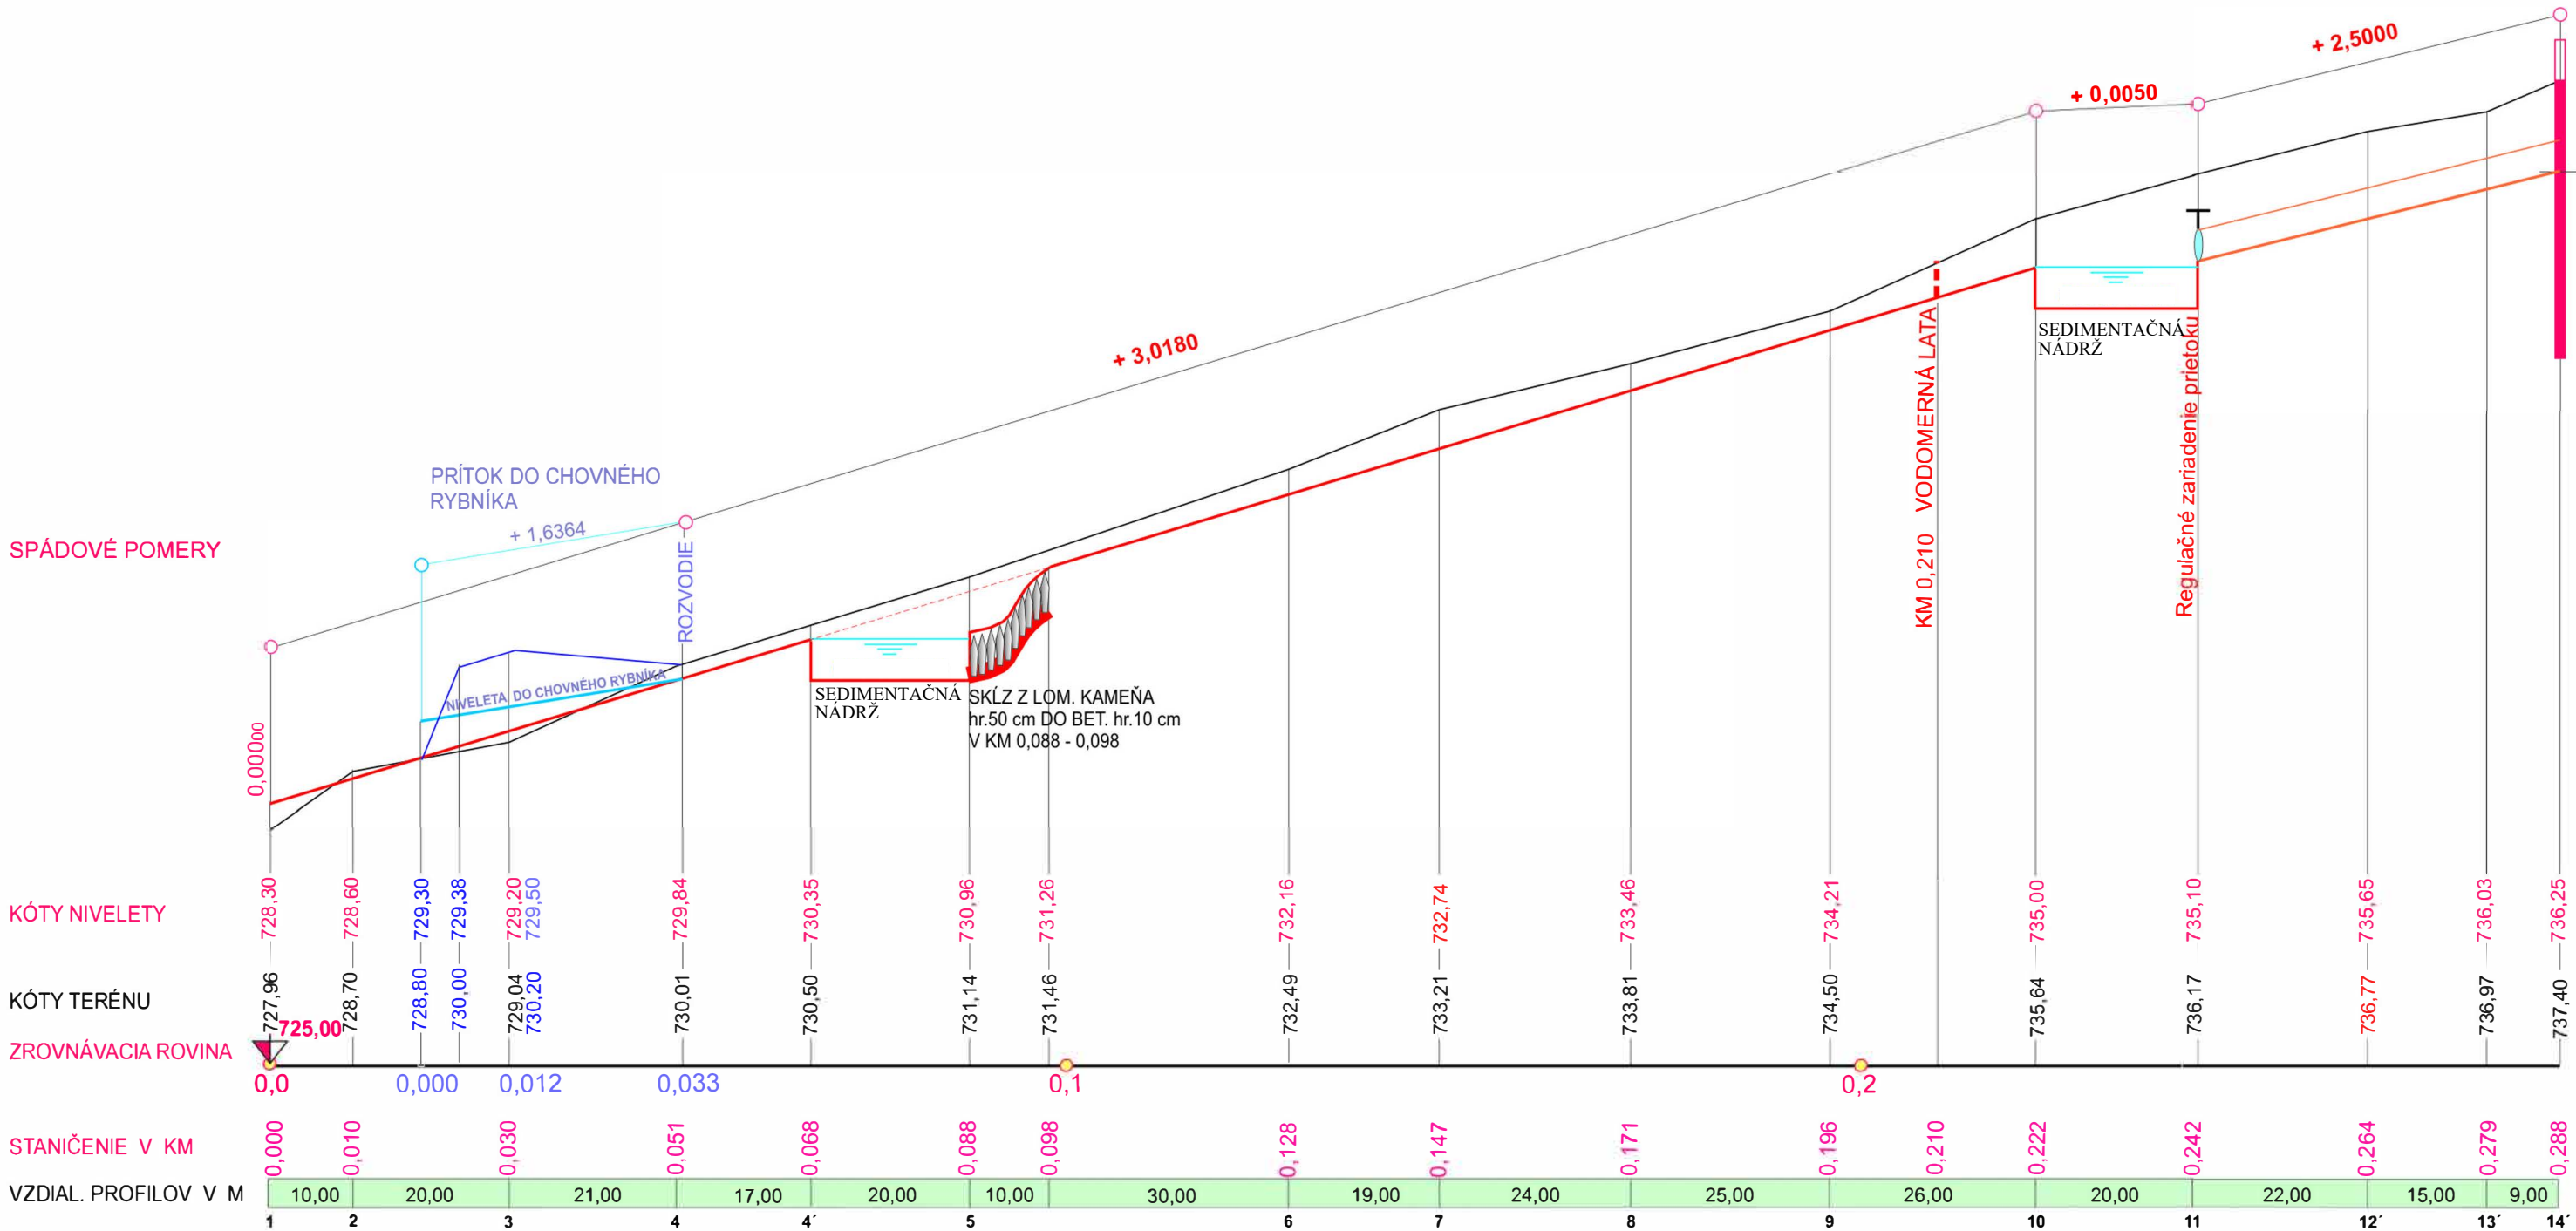 + 2,5000
+ 0,0050
+ 3,0180
SEDIMENTAČNÁ
NÁDRŽ
KM 0,210 VODOMERNÁ LATA
Regulačné zariadenie prietoku
PRÍTOK DO CHOVNÉHO
RYBNÍKA
+ 1,6364
SPÁDOVÉ POMERY
ROZVODIE
NIVELETA DO CHOVNÉHO RYBNÍKA
SEDIMENTAČNÁ
NÁDRŽ
SKĹZ Z LOM. KAMEŇA
hr.50 cm DO BET. hr.10 cm
V KM 0,088 - 0,098
0,00000
KÓTY NIVELETY
728,30 728,60 729,30 729,38 729,20 729,50 729,84 730,35 730,96 731,26 732,16 732,74 733,46 734,21 735,00 735,10 735,65 736,03 736,25
KÓTY TERÉNU
727,96 728,70 728,80 730,00 729,04 730,20 730,01 730,50 731,14 731,46 732,49 733,21 733,81 734,50 735,64 736,17 736,77 736,97 737,40
725,00
ZROVNÁVACIA ROVINA
0,0 0,000 0,012 0,033 0,1 0,2
STANIČENIE V KM
0,000 0,010 0,030 0,051 0,068 0,088 0,098 0,128 0,147 0,171 0,196 0,210 0,222 0,242 0,264 0,279 0,288
VZDIAL. PROFILOV V M
10,00 20,00 21,00 17,00 20,00 10,00 30,00 19,00 24,00 25,00 26,00 20,00 22,00 15,00 9,00
1 2 3 4 4´ 5 6 7 8 9 10 11 12´ 13´ 14´